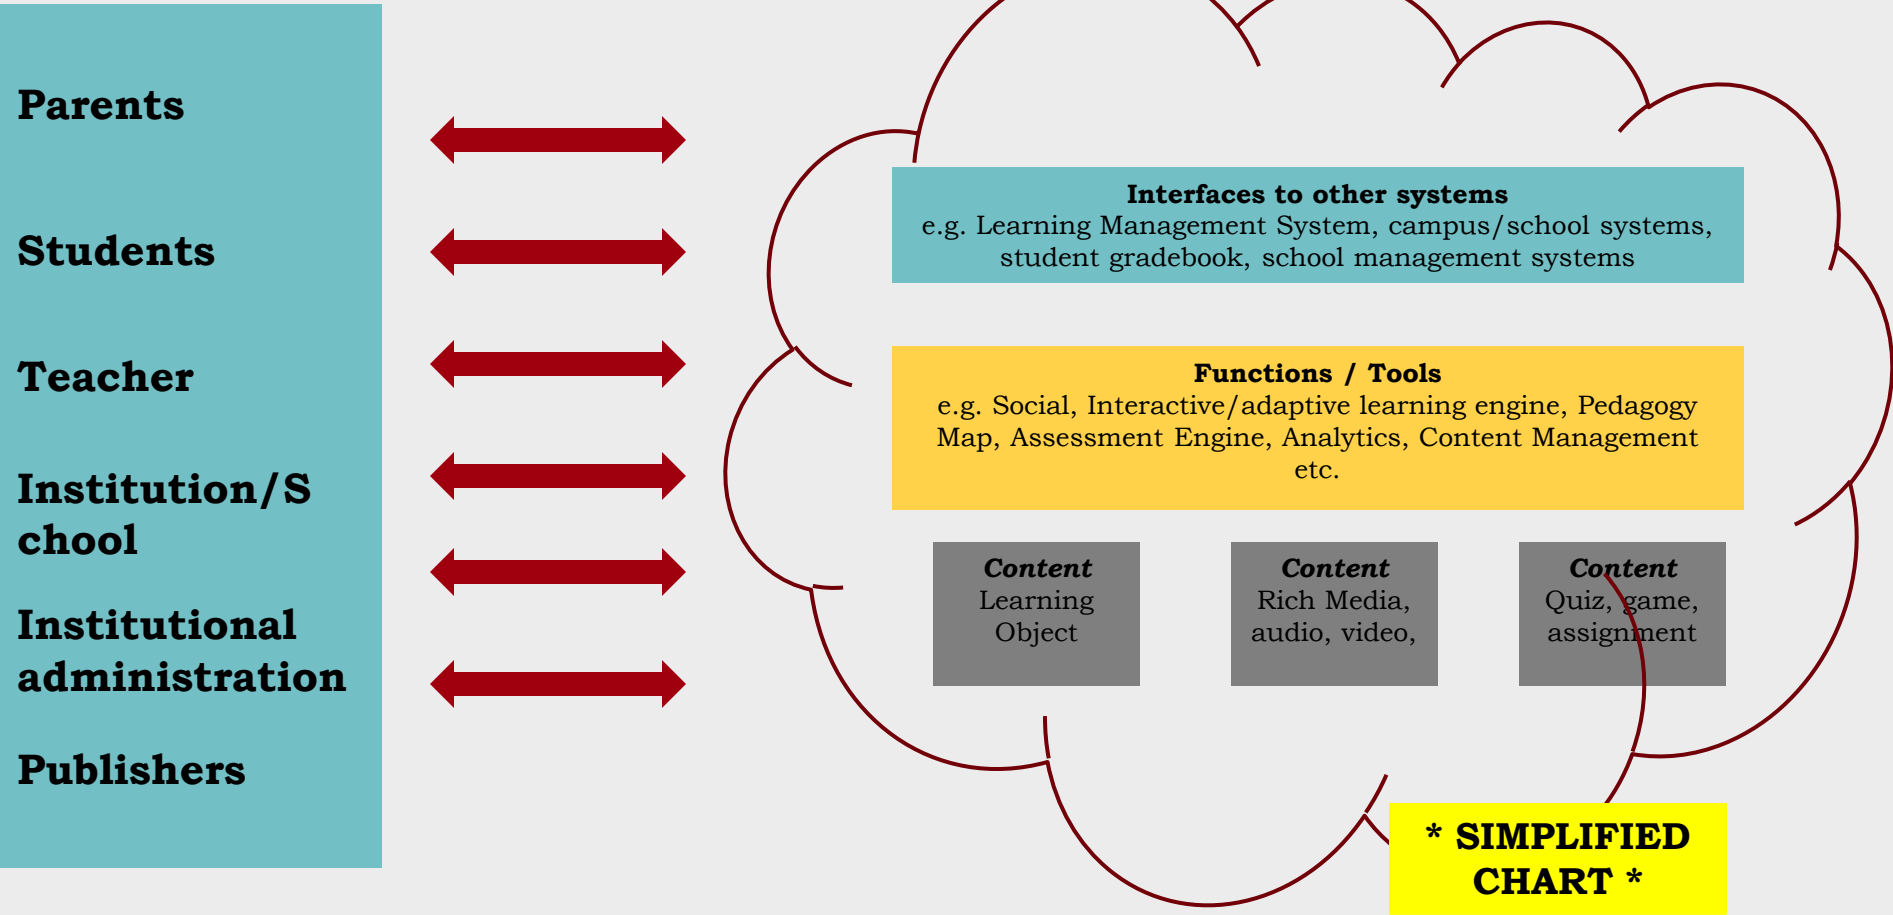 Parents
Students
Teacher
Institution/S
chool
Institutional
administration
Publishers
Interfaces to other systems
e.g. Learning Management System, campus/school systems,
student gradebook, school management systems
Functions / Tools
e.g. Social, Interactive/adaptive learning engine, Pedagogy
Map, Assessment Engine, Analytics, Content Management
etc.
Content
Learning
Object
Content
Rich Media,
audio, video,
Content
Quiz, game,
assignment
* SIMPLIFIED
CHART *